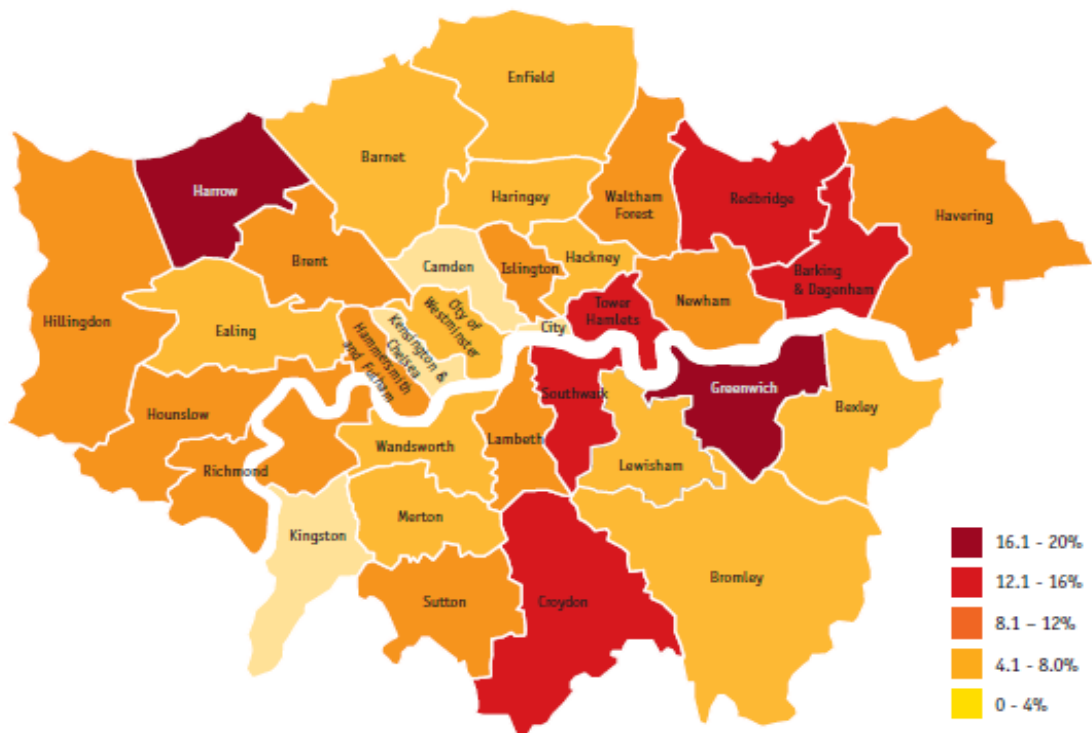 Enfield
Barnet
Harrow
Haringey
Waltham
Forest
Redbridge
Havering
Brent
Camden
Islington
Hackney
Barking
& Dagenham
Hillingdon
Ealing
City of
Westminster
Kensington &
Chelsea
Hammersmith
and Fulham
City
Tower
Hamlets
Newham
Hounslow
Richmond
Wandsworth
Lambeth
Southwark
Greenwich
Bexley
Lewisham
Kingston
Merton
Sutton
Croydon
Bromley
16.1 - 20%
12.1 - 16%
8.1 – 12%
4.1 - 8.0%
0 - 4%